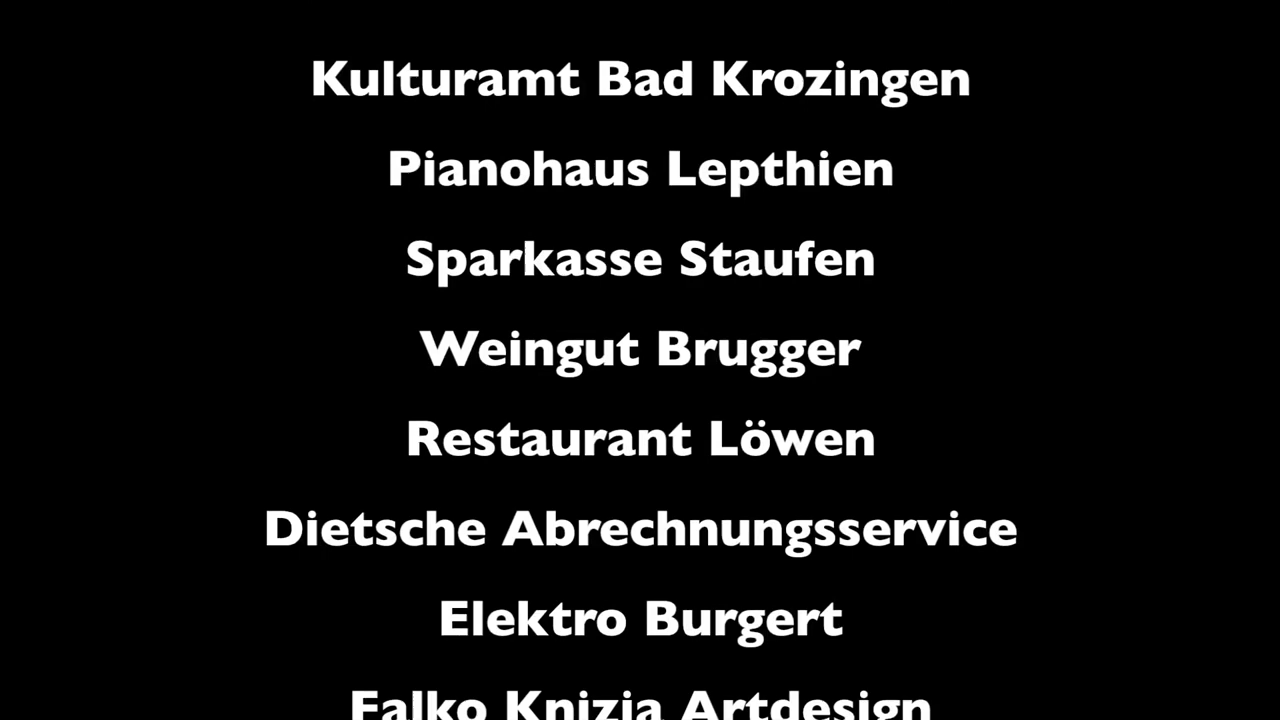 Kulturamt Bad Krozingen
Pianohaus Lepthien
Sparkasse Staufen
Weingut Brugger
Restaurant Löwen
Dietsche Abrechnungsservice
Elektro Burgert
Falko Knizia Artdesign